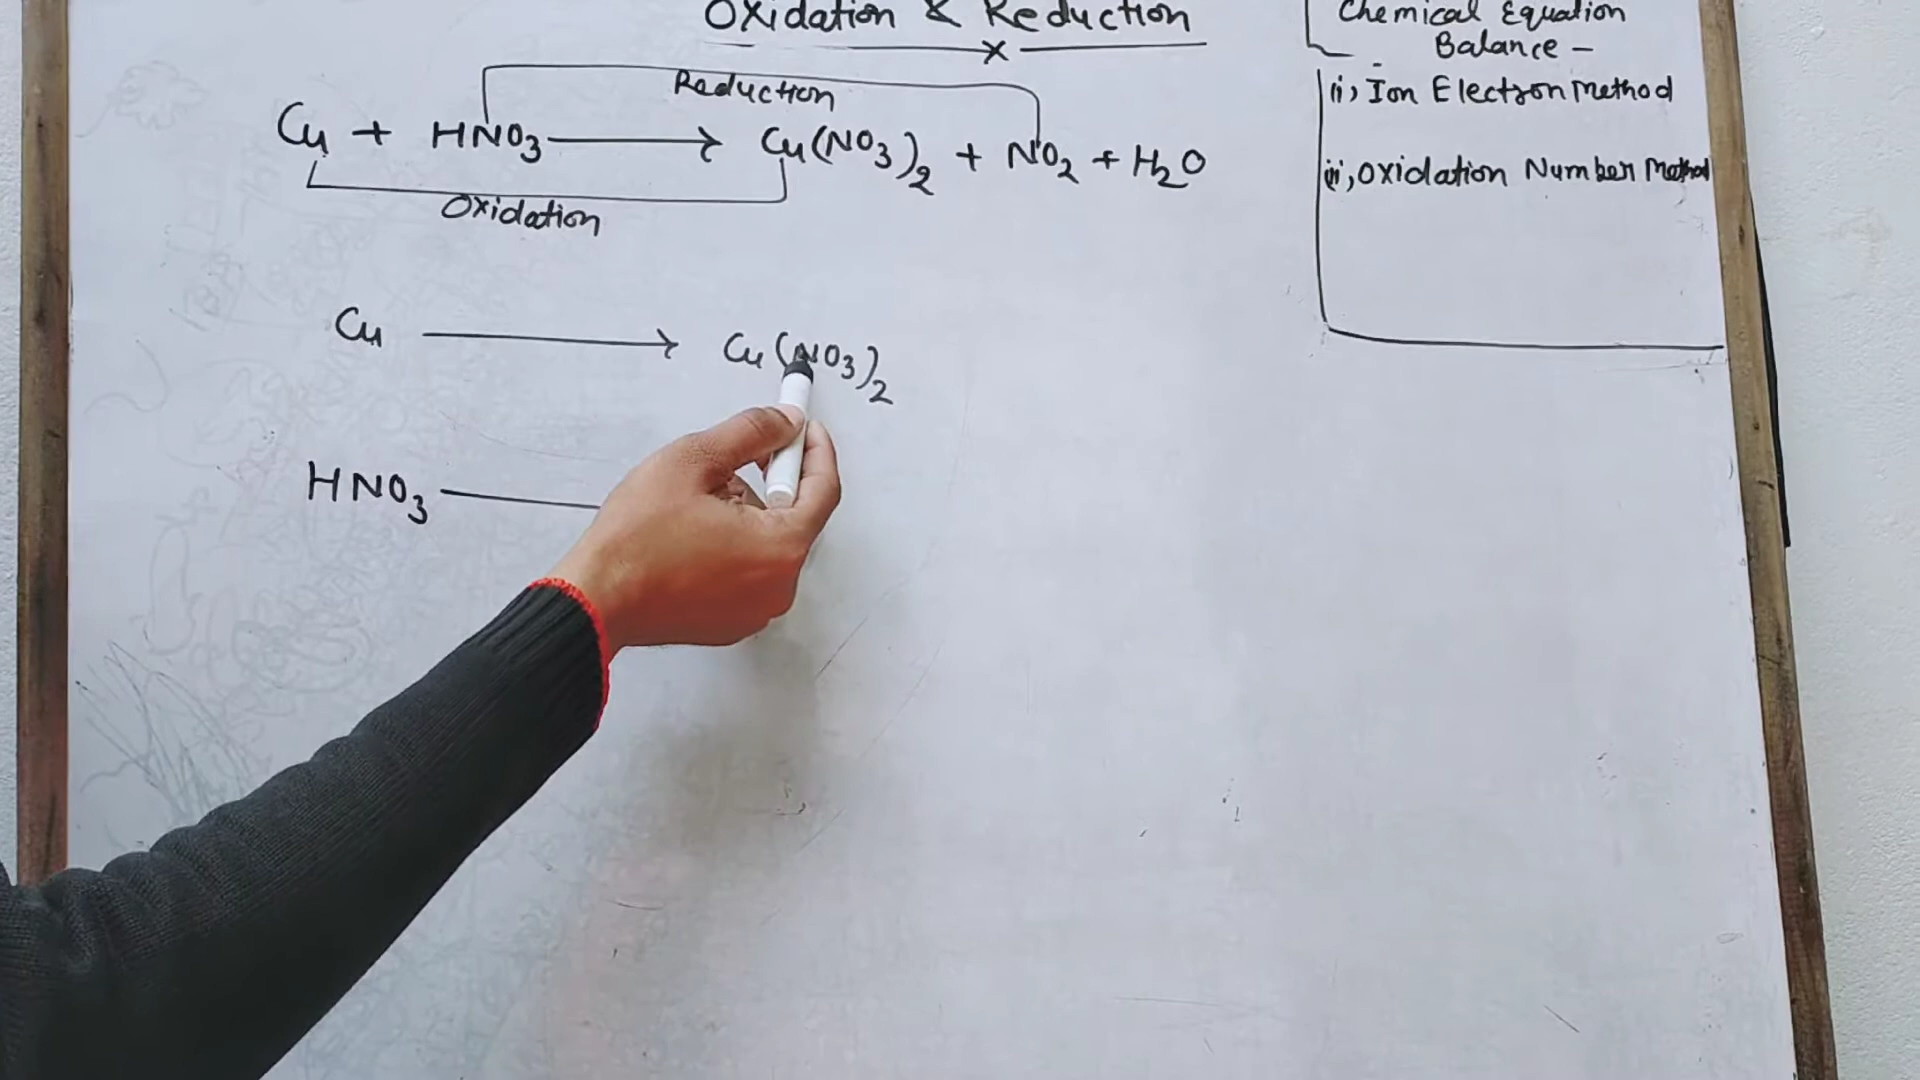 Oxidation & Reduction
x
Reduction
Cu + HNO₃ → Cu(NO₃)₂ + NO₂ + H₂O
Oxidation
Cu → Cu(NO₃)₂
HNO₃
Chemical Equation
Balance -
(i), Ion Electron Method
(ii), Oxidation Number Method